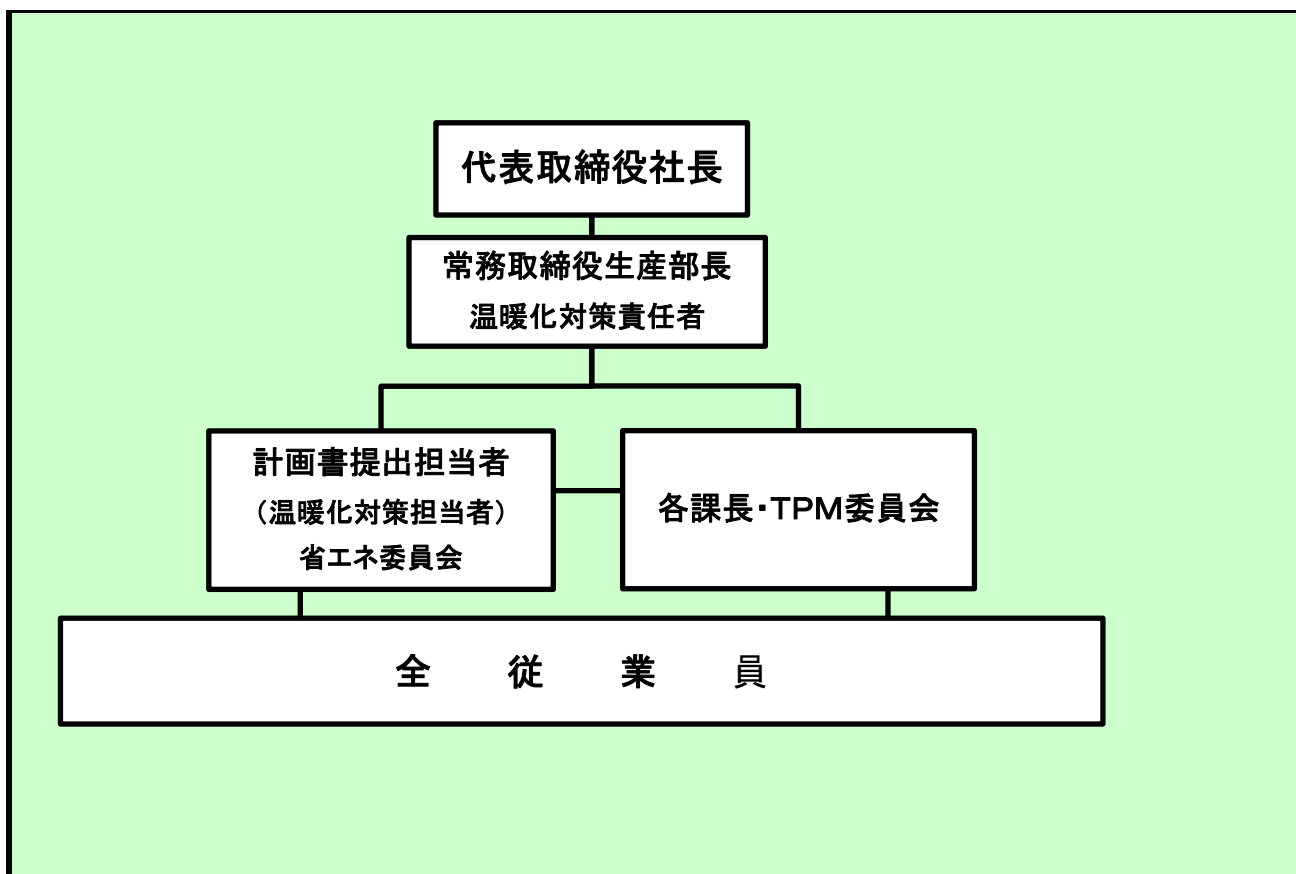 代表取締役社長
常務取締役生産部長
温暖化対策責任者
計画書提出担当者
（温暖化対策担当者）
省エネ委員会
各課長・ＴＰＭ委員会
全　従　業　員